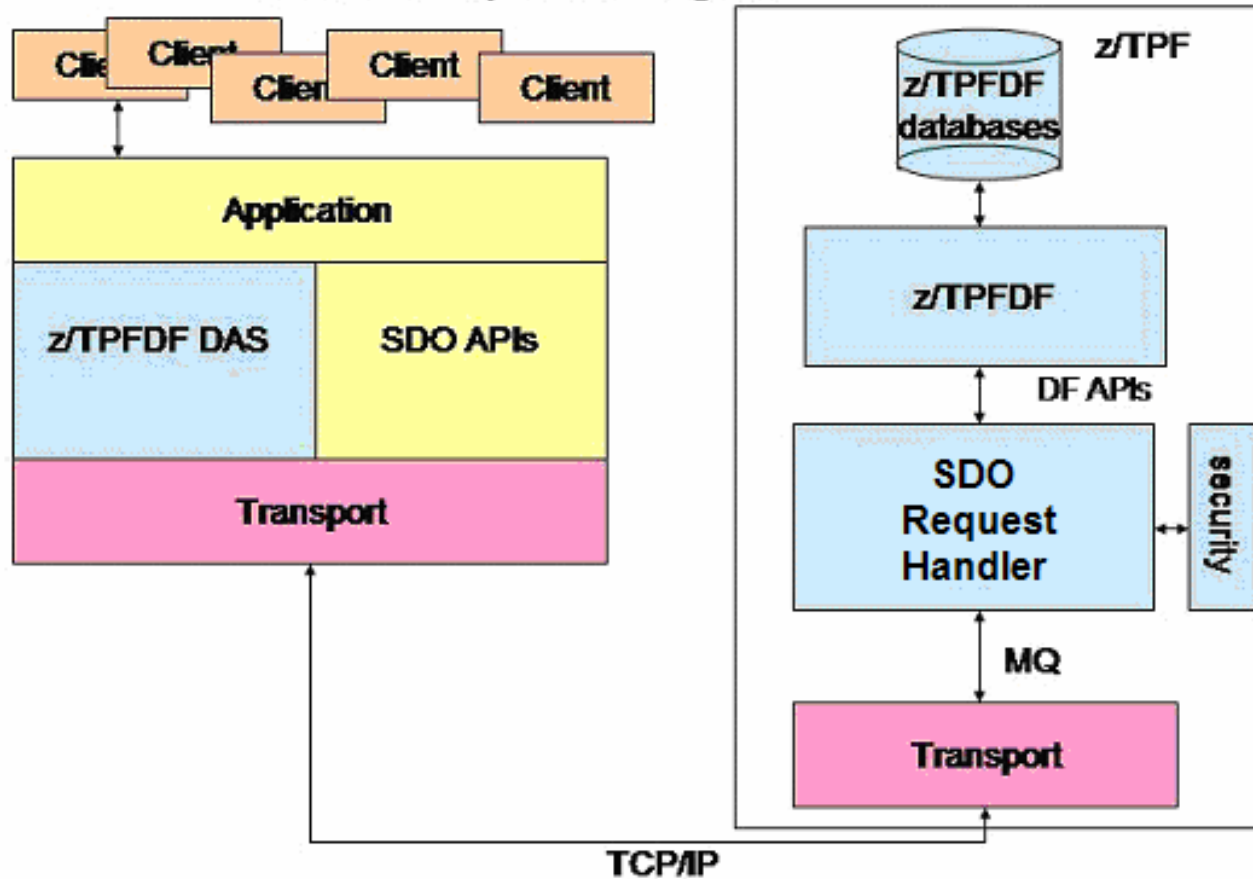 Client
Client
Client
Client
Application
z/TPFDF DAS
SDO APIs
Transport
z/TPF
z/TPFDF
databases
z/TPFDF
DF APIs
SDO
Request
Handler
security
MQ
Transport
TCP/IP